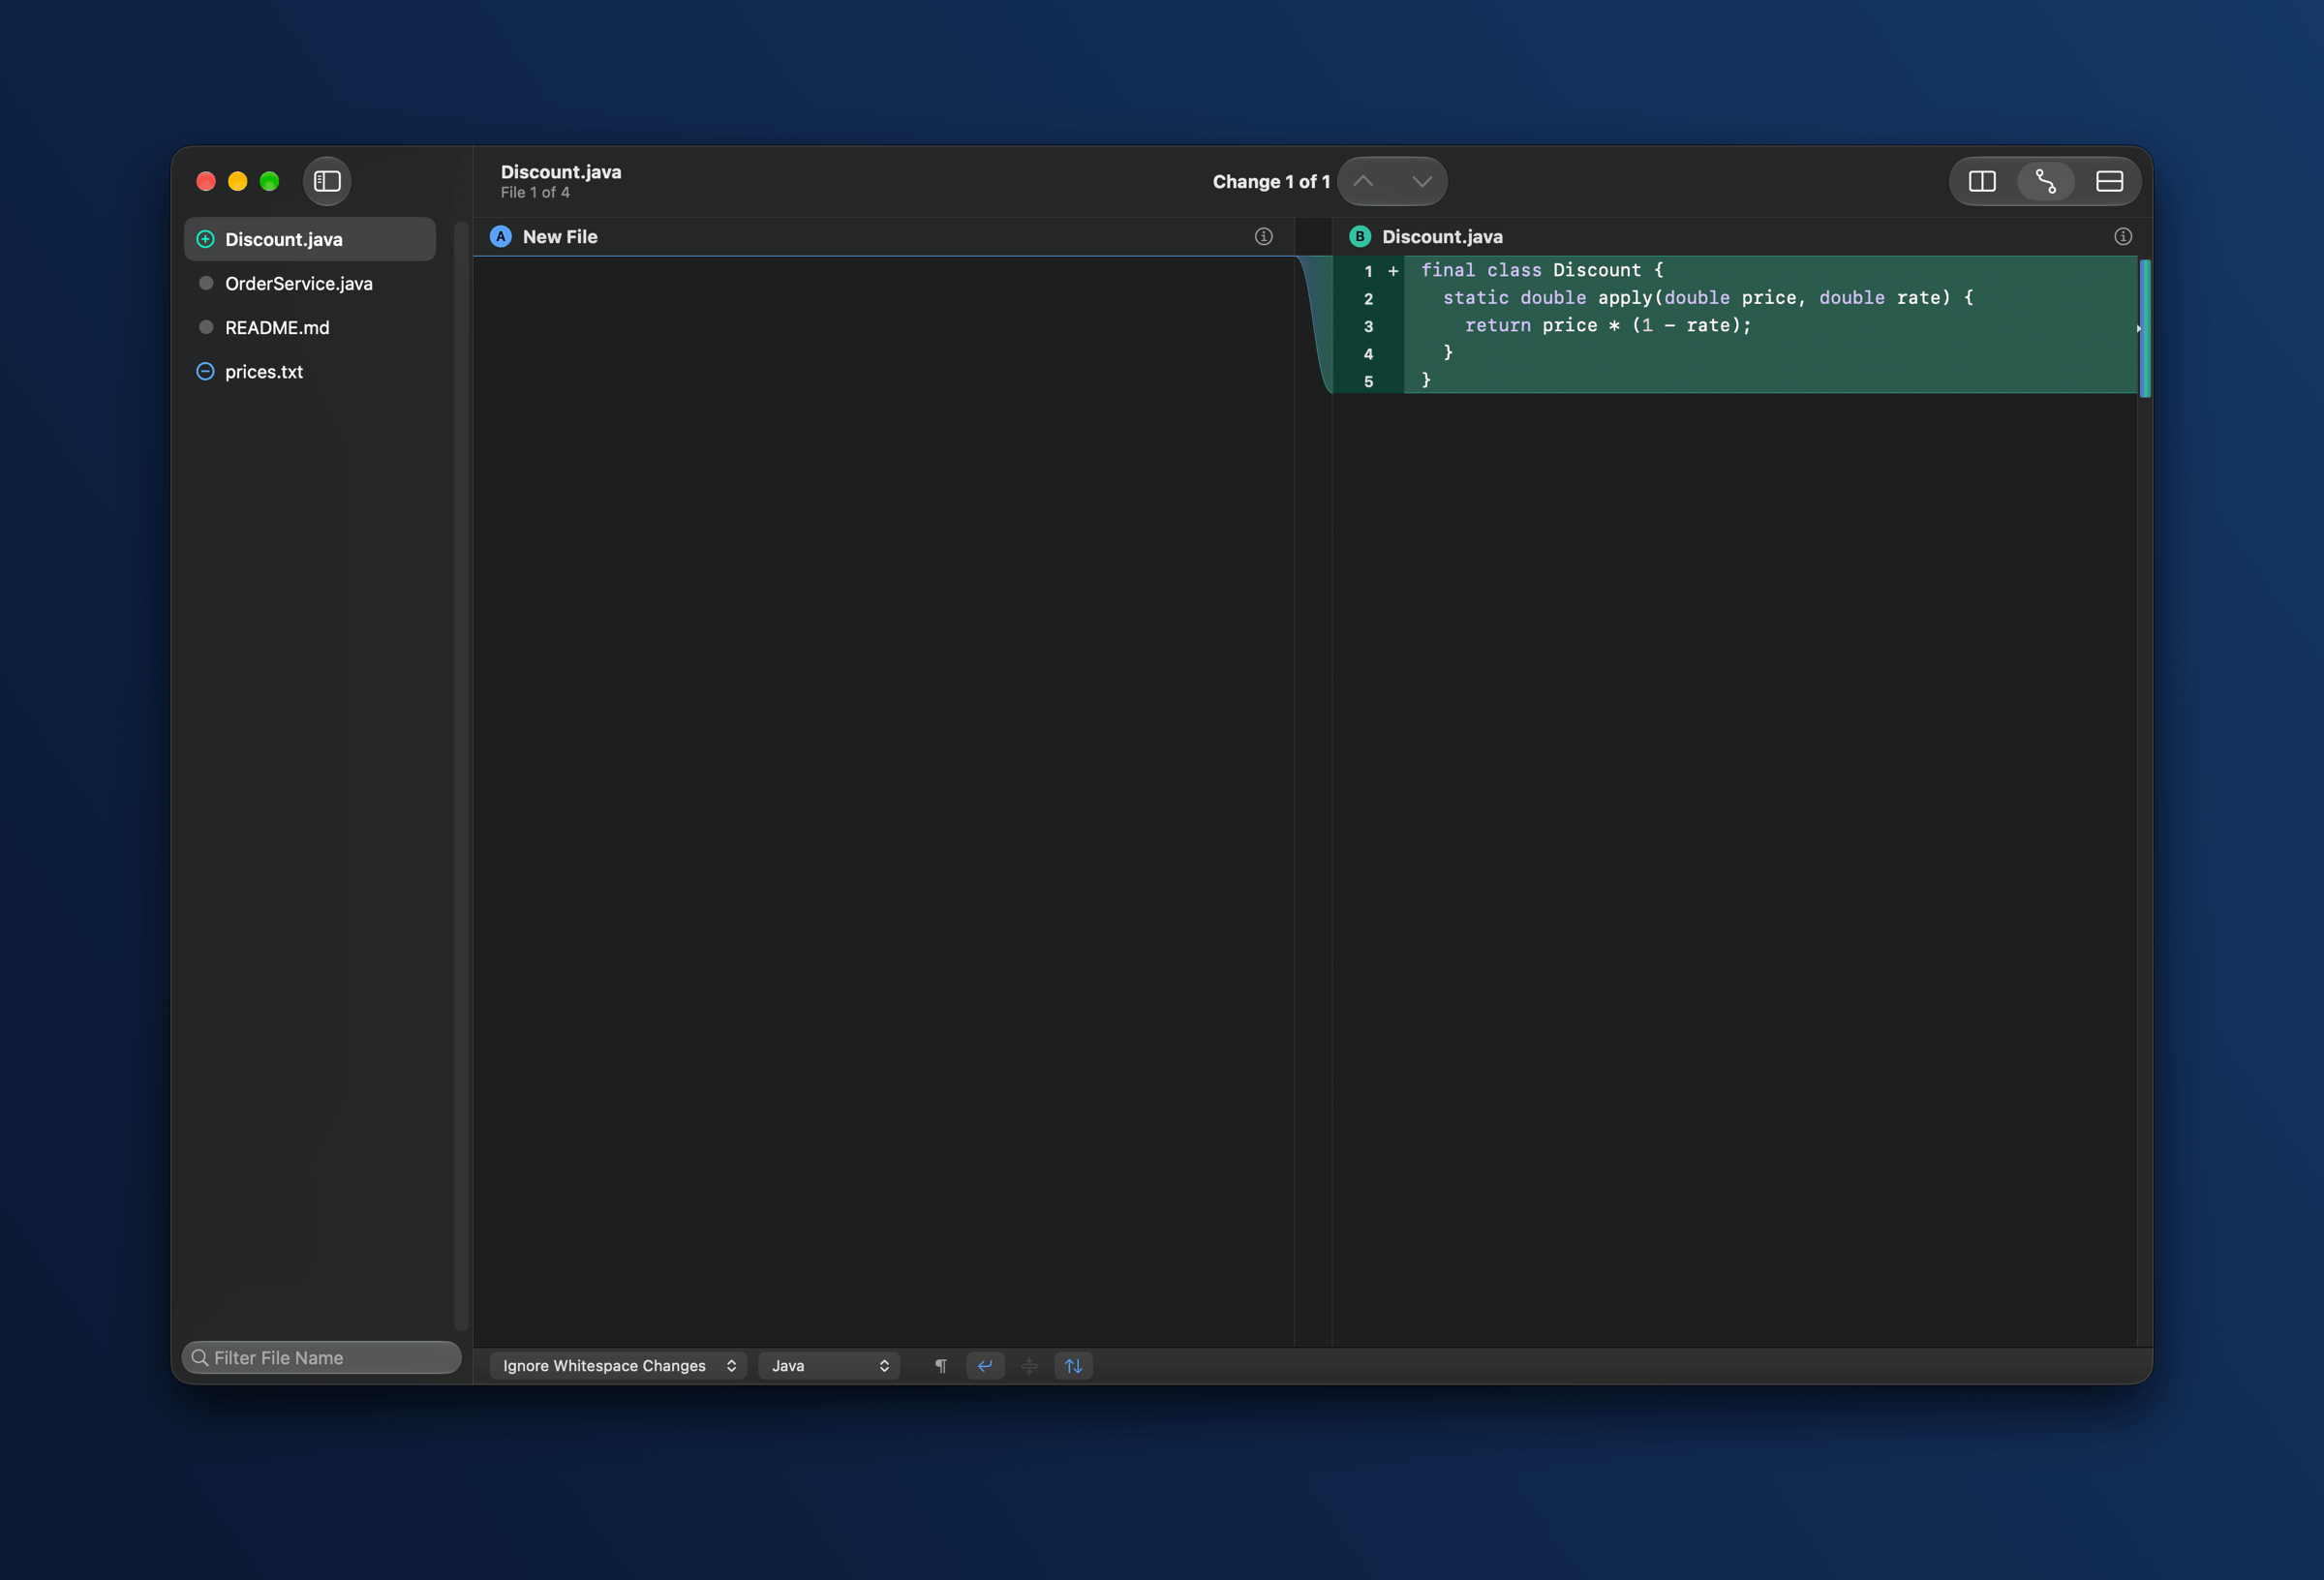 Discount.java
File 1 of 4
Change 1 of 1
Discount.java
OrderService.java
README.md
prices.txt
Filter File Name
A New File
B Discount.java
1 + final class Discount {
2 static double apply(double price, double rate) {
3 return price * (1 - rate);
4 }
5 }
Ignore Whitespace Changes
Java
¶